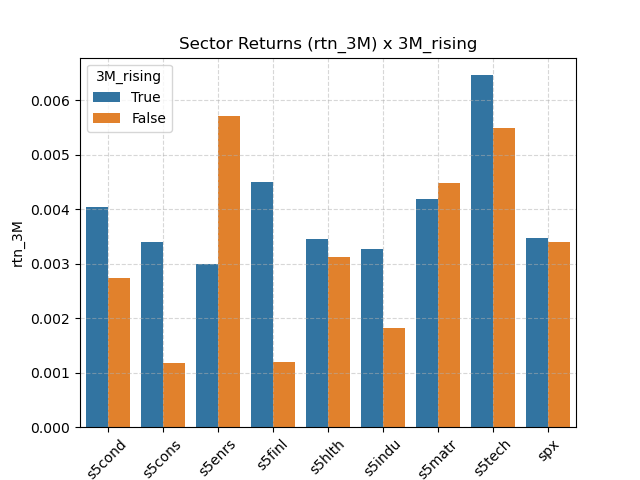 Sector Returns (rtn_3M) x 3M_rising
3M_rising
True
False
rtn_3M
0.006
0.005
0.004
0.003
0.002
0.001
0.000
s5cond
s5cons
s5enrs
s5finl
s5hlth
s5indu
s5matr
s5tech
spx